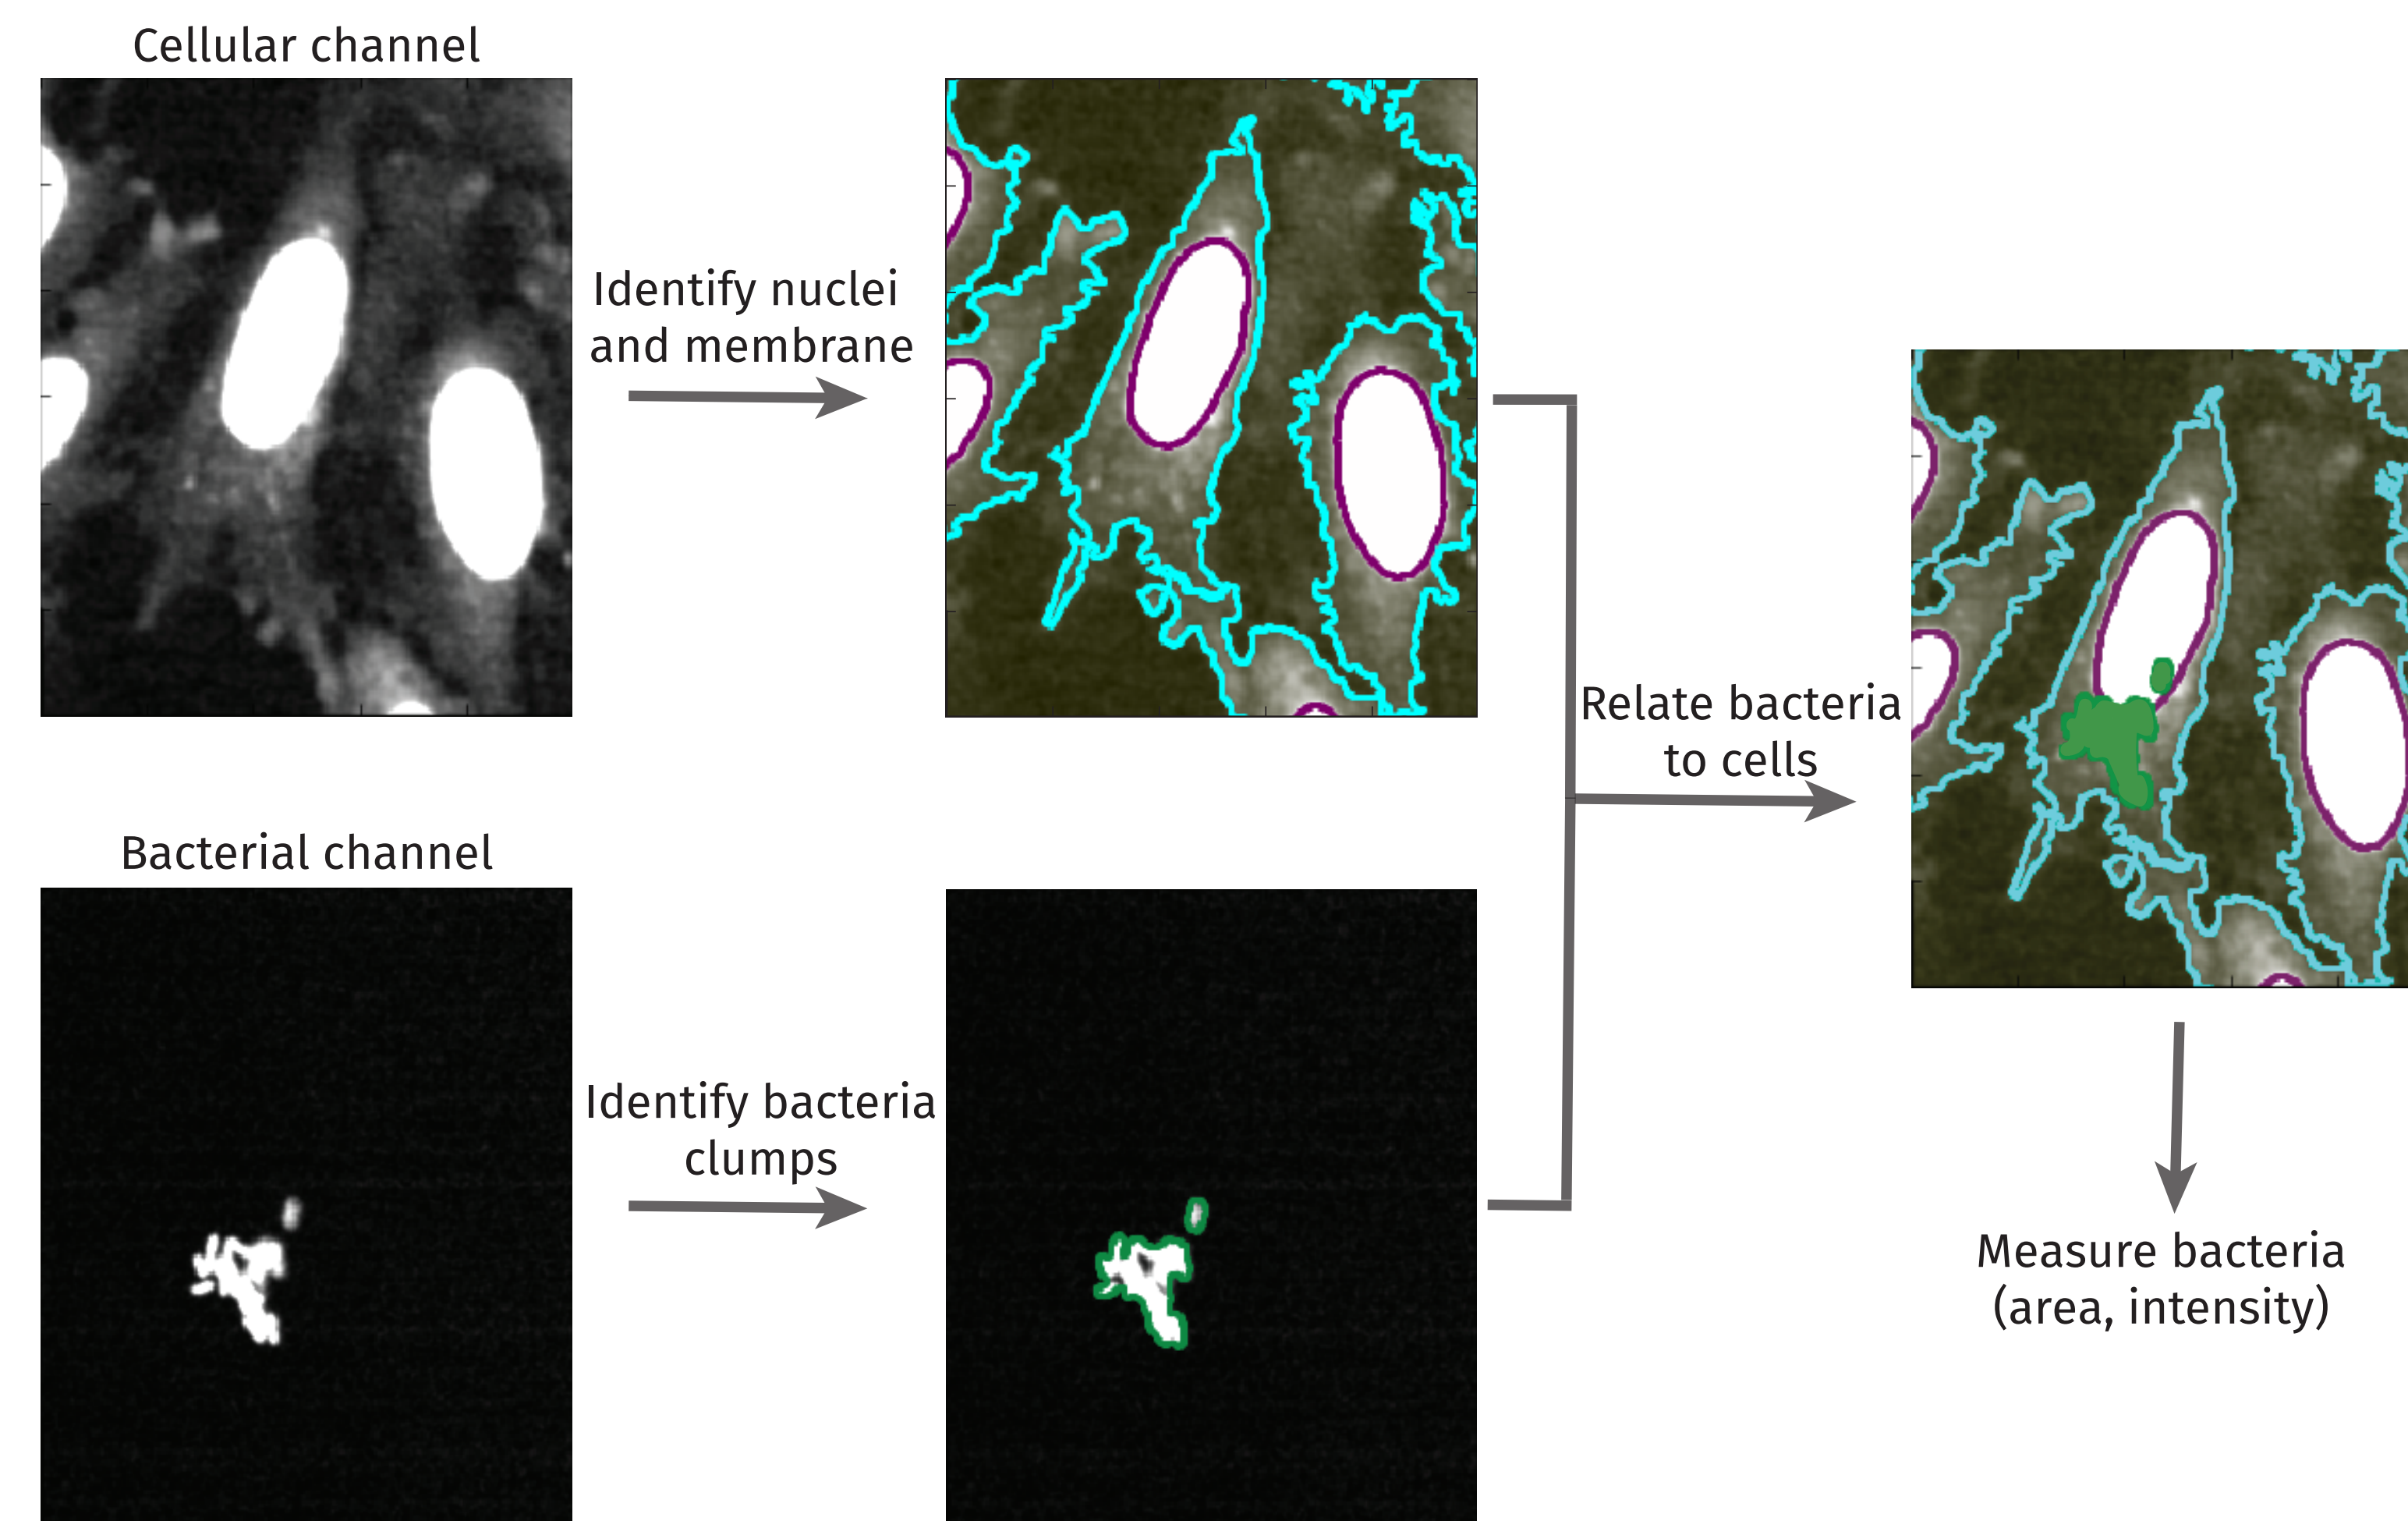 Cellular channel
Identify nuclei
and membrane
Relate bacteria
to cells
Bacterial channel
Identify bacteria
clumps
Measure bacteria
(area, intensity)